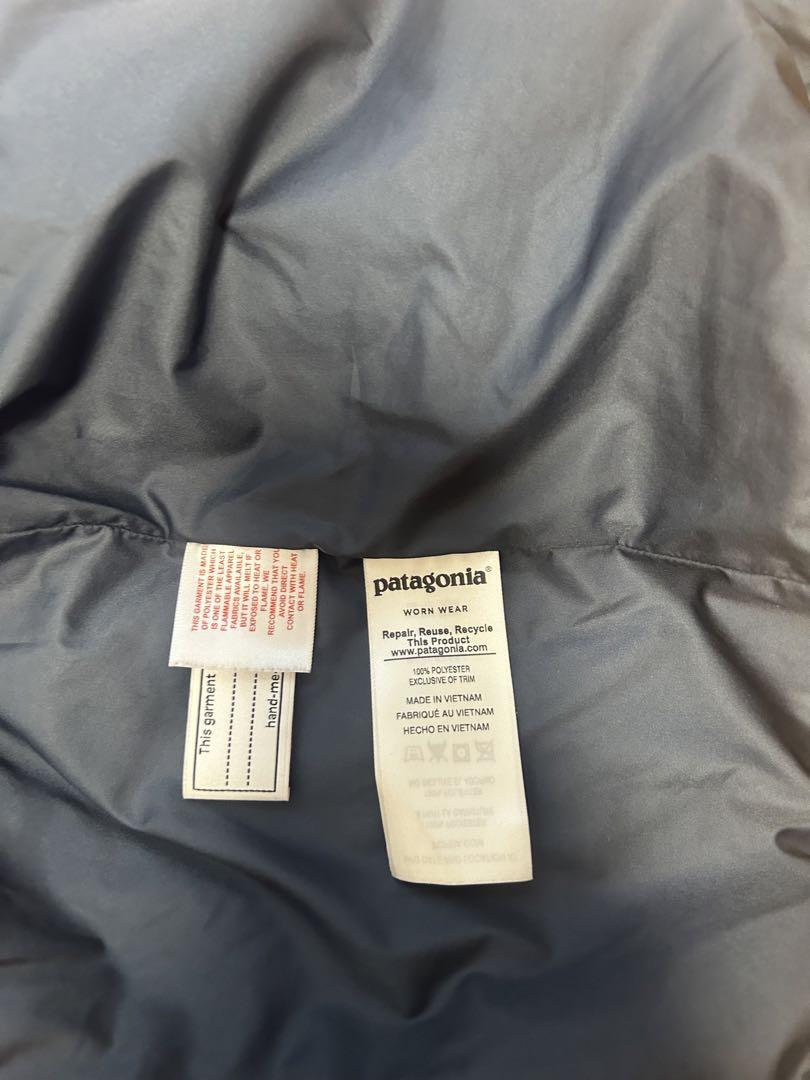 THIS GARMENT IS MADE
OF POLYESTER WHICH
IS ONE OF THE LEAST
FLAMMABLE APPAREL
FABRICS AVAILABLE,
BUT IT WILL MELT IF
EXPOSED TO HEAT OR
FLAME. WE
RECOMMEND THAT YOU
AVOID DIRECT
CONTACT WITH HEAT
OR FLAME.
This garment
hand-me-
patagonia®
WORN WEAR
Repair, Reuse, Recycle
This Product
www.patagonia.com
100% POLYESTER
EXCLUSIVE OF TRIM
MADE IN VIETNAM
FABRIQUÉ AU VIETNAM
HECHO EN VIETNAM